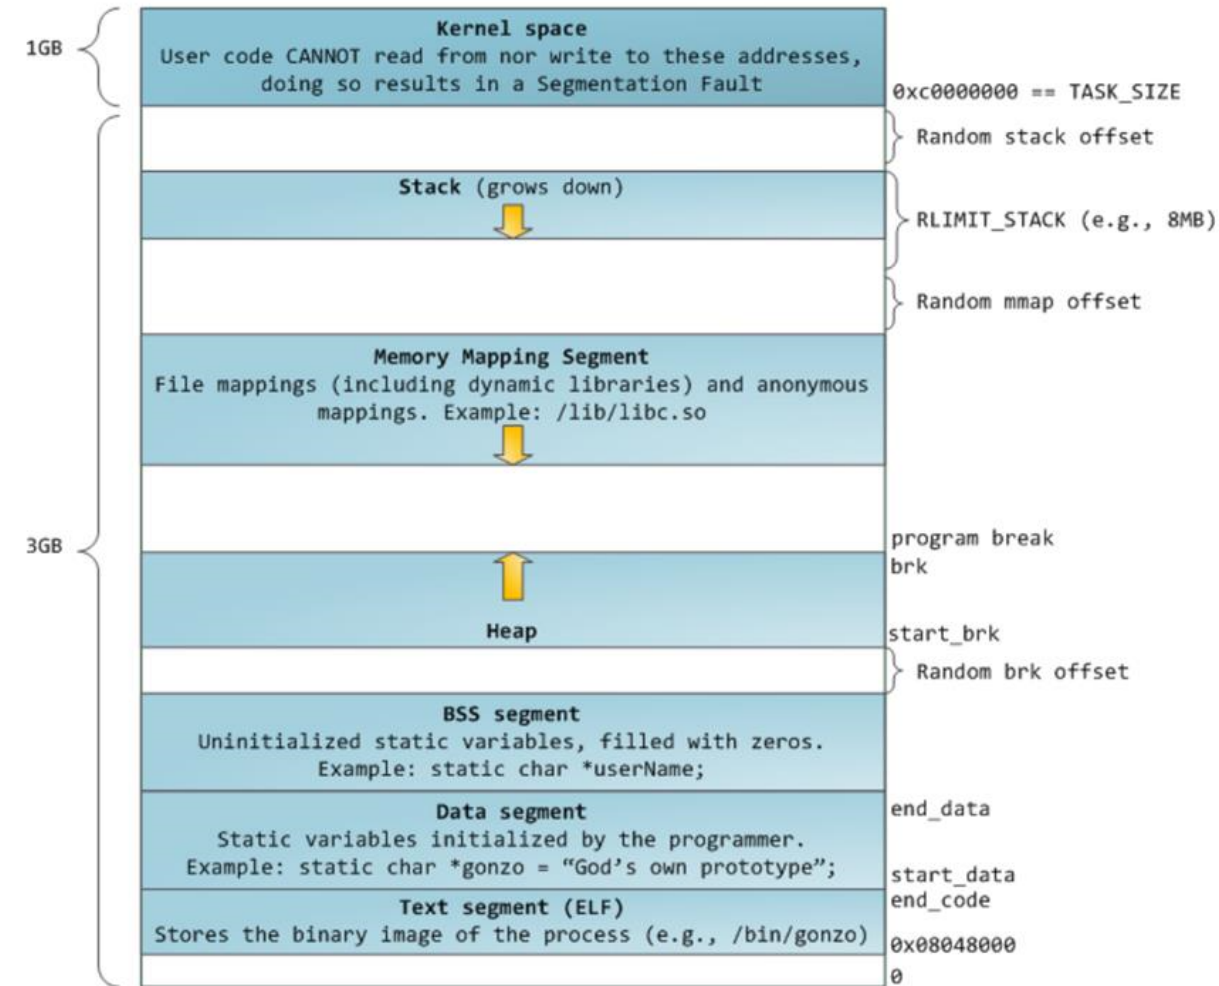 Kernel space
1GB
User code CANNOT read from nor write to these addresses,
doing so results in a Segmentation Fault
0xc0000000 == TASK_SIZE
Random stack offset
Stack (grows down)
RLIMIT_STACK (e.g., 8MB)
Random mmap offset
Memory Mapping Segment
File mappings (including dynamic libraries) and anonymous
mappings. Example: /lib/libc.so
3GB
program break
brk
Heap
start_brk
Random brk offset
BSS segment
Uninitialized static variables, filled with zeros.
Example: static char *userName;
Data segment
end_data
Static variables initialized by the programmer.
Example: static char *gonzo = “God’s own prototype”;
start_data
end_code
Text segment (ELF)
Stores the binary image of the process (e.g., /bin/gonzo)
0x08048000
0